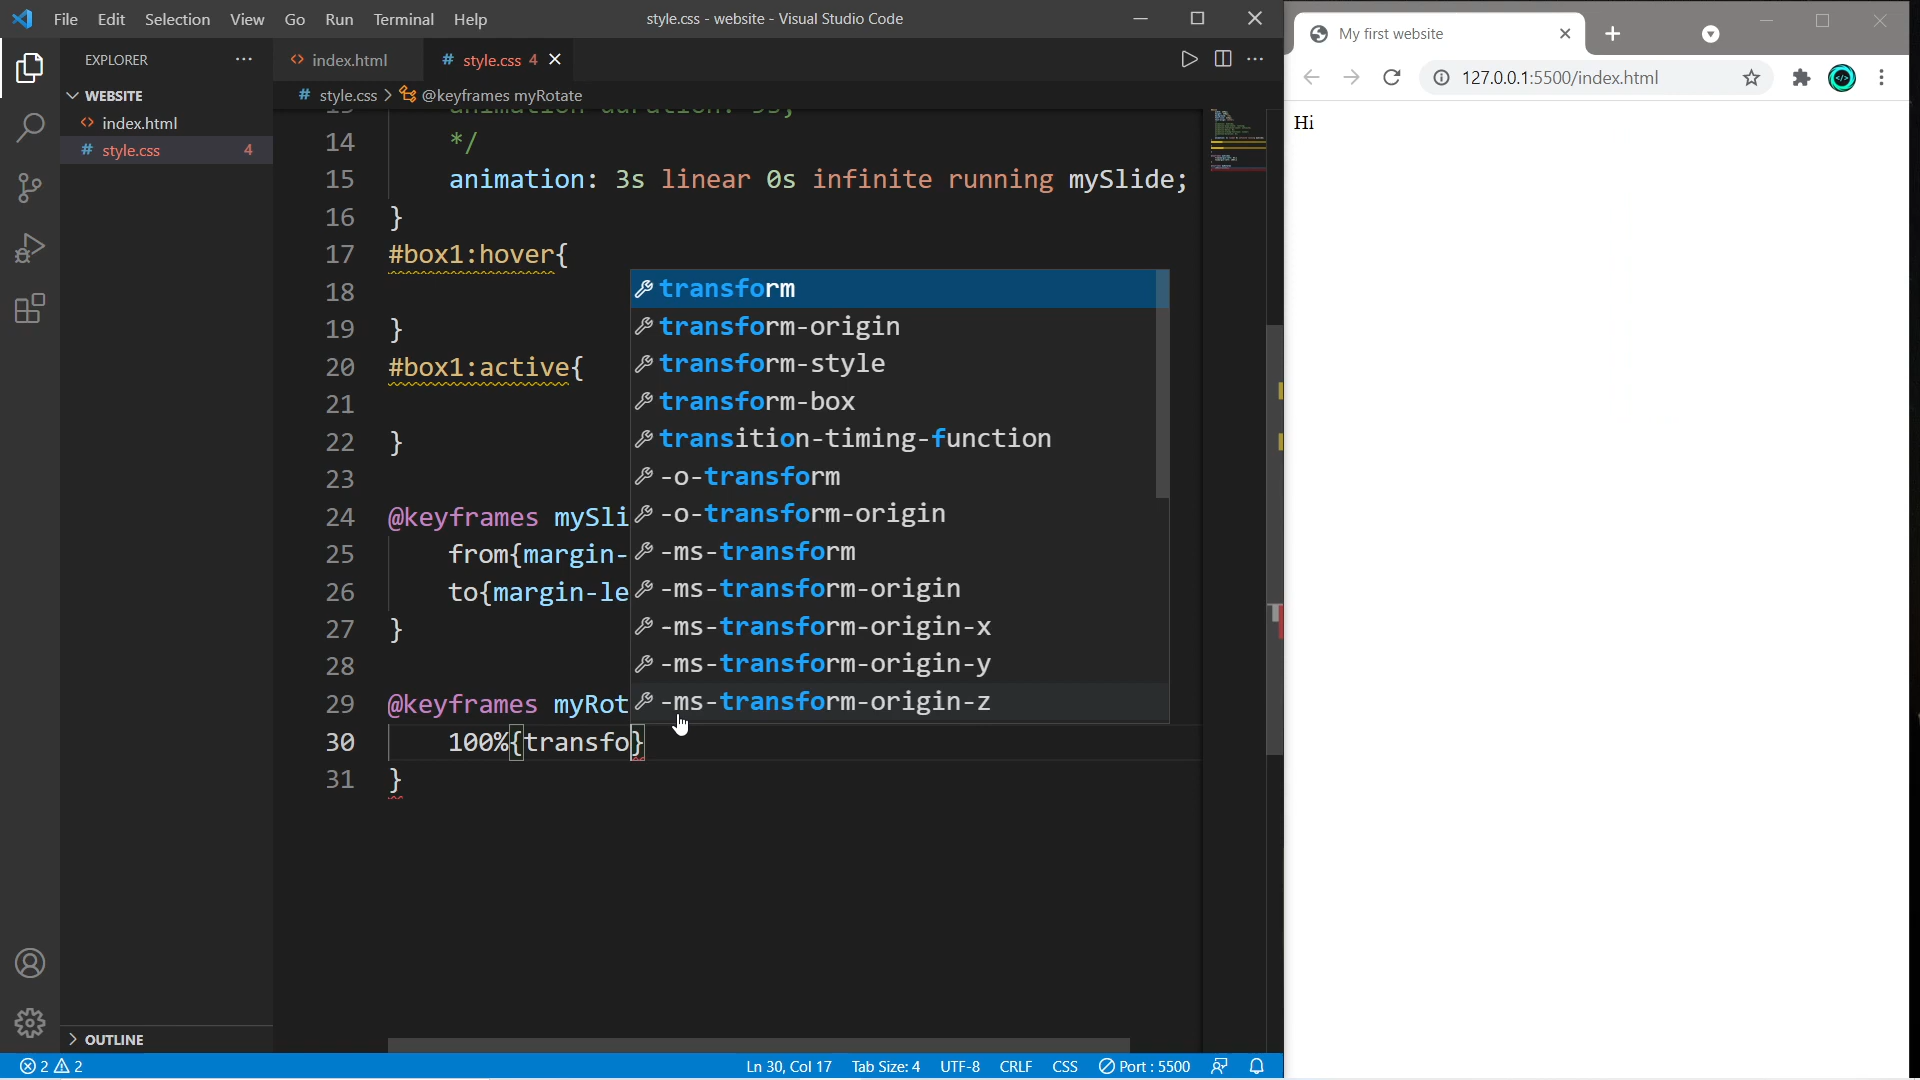 File Edit Selection View Go Run Terminal Help
style.css - website - Visual Studio Code
EXPLORER
WEBSITE
index.html
style.css 4
index.html
style.css 4
style.css > @keyframes myRotate
14 */
15 animation: 3s linear 0s infinite running mySlide;
16 }
17 #box1:hover{
18
19 }
20 #box1:active{
21
22 }
23
24 @keyframes mySli
25 from{margin-
26 to{margin-le
27 }
28
29 @keyframes myRot
30 100%{transfo}
31 }
transform
transform-origin
transform-style
transform-box
transition-timing-function
-o-transform
-o-transform-origin
-ms-transform
-ms-transform-origin
-ms-transform-origin-x
-ms-transform-origin-y
-ms-transform-origin-z
OUTLINE
2 2
Ln 30, Col 17 Tab Size: 4 UTF-8 CRLF CSS Port : 5500
My first website
127.0.0.1:5500/index.html
Hi